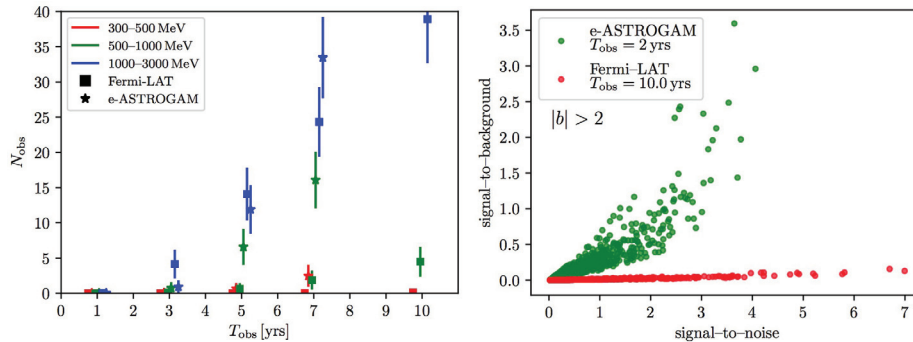 300–500 MeV
500–1000 MeV
1000–3000 MeV
Fermi-LAT
e-ASTROGAM
N_obs
40
35
30
25
20
15
10
5
0
0 1 2 3 4 5 6 7 8 9 10 11
T_obs [yrs]
e-ASTROGAM
T_obs = 2 yrs
Fermi–LAT
T_obs = 10.0 yrs
|b| > 2
signal–to–background
3.5
3.0
2.5
2.0
1.5
1.0
0.5
0.0
0 1 2 3 4 5 6 7
signal–to–noise